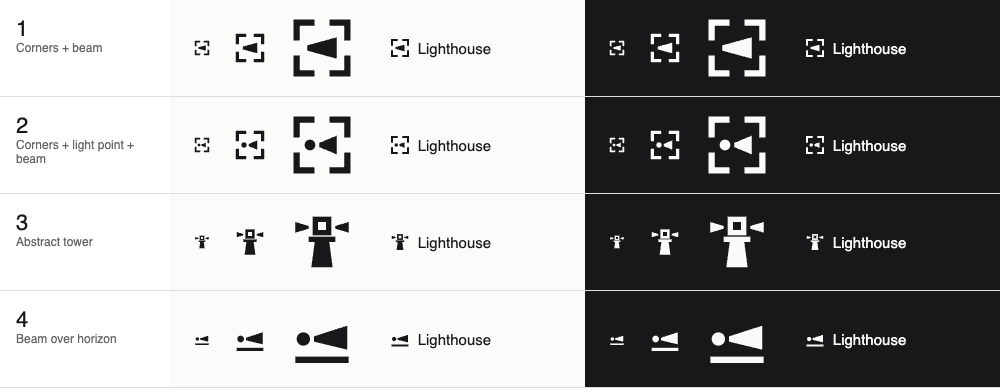 1
Corners + beam
Lighthouse
Lighthouse
2
Corners + light point +
beam
Lighthouse
Lighthouse
3
Abstract tower
Lighthouse
Lighthouse
4
Beam over horizon
Lighthouse
Lighthouse